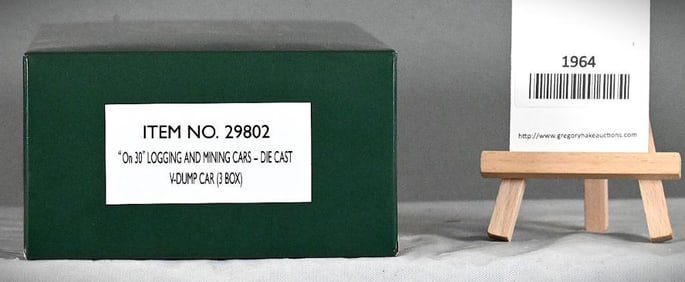 ITEM NO. 29802
"On 30" LOGGING AND MINING CARS – DIE CAST
V-DUMP CAR (3 BOX)
1964
http://www.gregoryhakeauctions.com